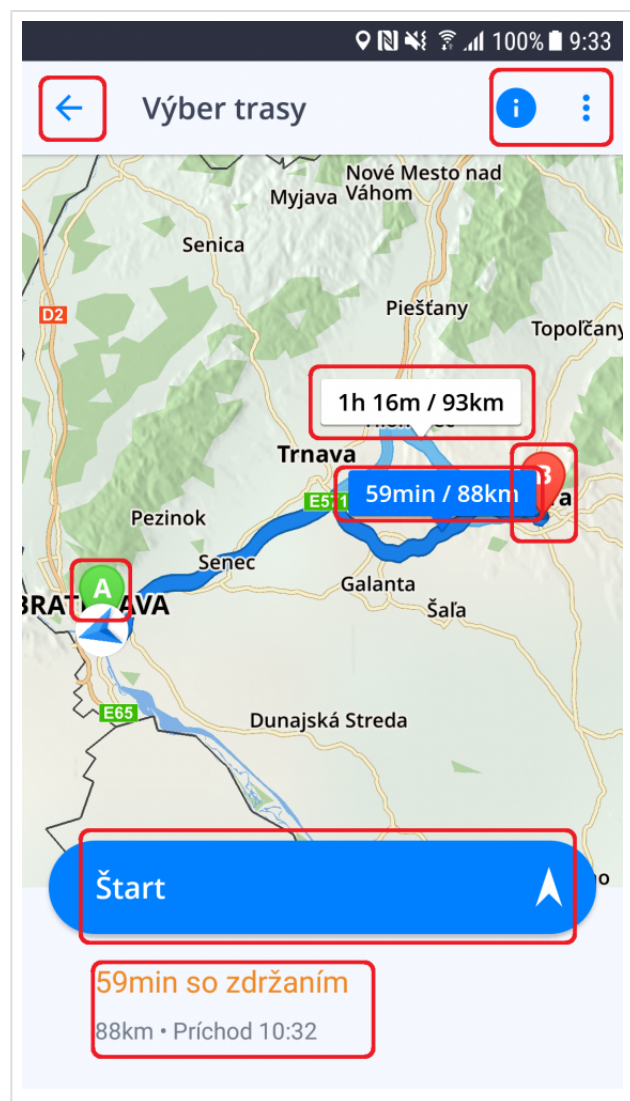 100% 9:33
Výber trasy
Nové Mesto nad
Váhom
Myjava
Senica
D2
Piešťany
Topoľčany
1h 16m / 93km
Trnava
E571
59min / 88km
B
a
Pezinok
Senec
Galanta
A
Šaľa
E65
Dunajská Streda
Štart
59min so zdržaním
88km • Príchod 10:32